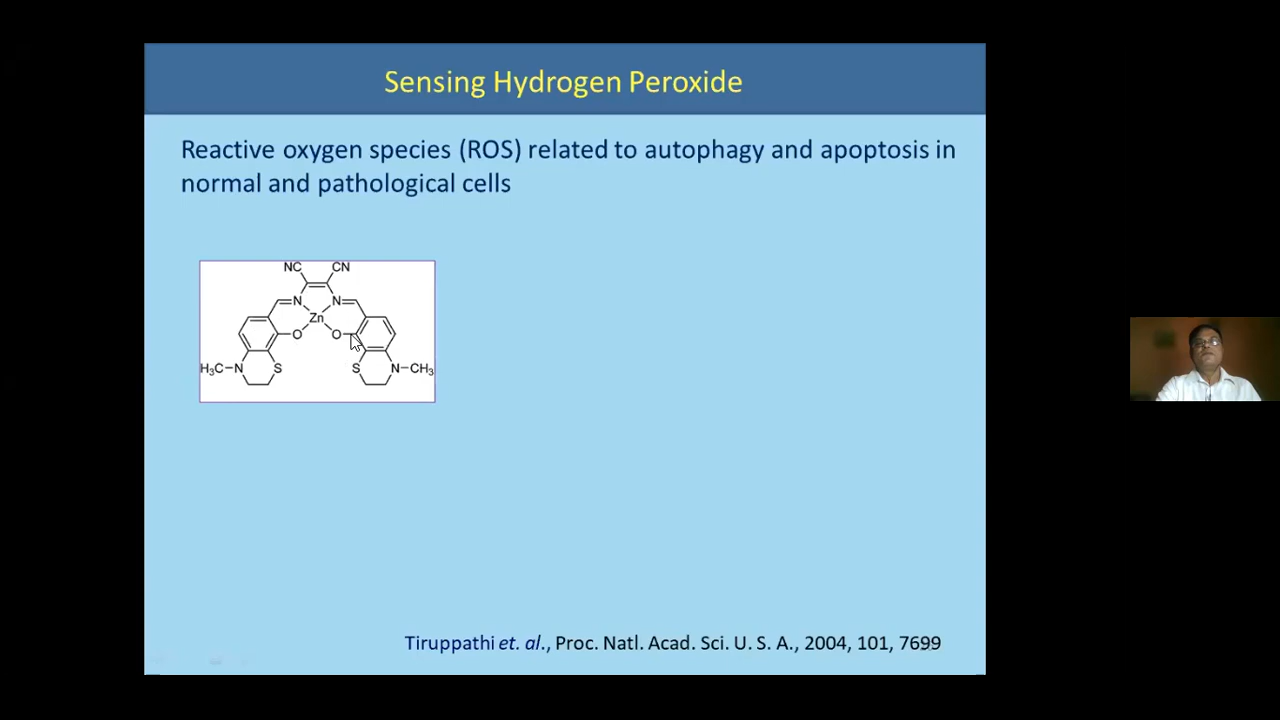 Sensing Hydrogen Peroxide
Reactive oxygen species (ROS) related to autophagy and apoptosis in
normal and pathological cells
NC CN
N N
Zn
O O
H₃C-N S S N-CH₃
Tiruppathi et. al., Proc. Natl. Acad. Sci. U. S. A., 2004, 101, 7699